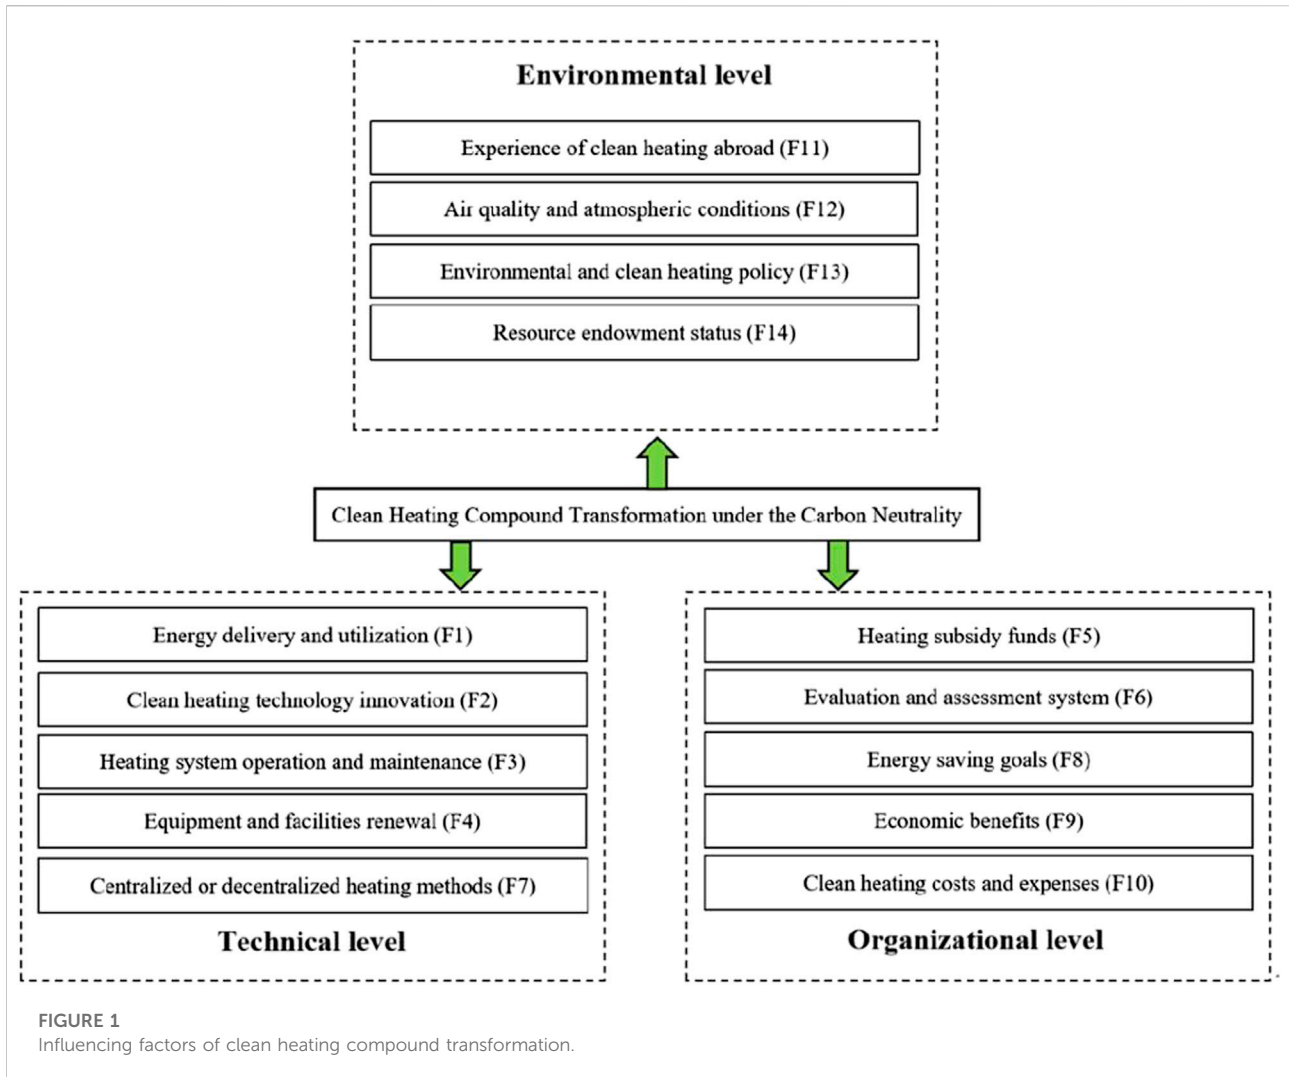 Environmental level
Experience of clean heating abroad (F11)
Air quality and atmospheric conditions (F12)
Environmental and clean heating policy (F13)
Resource endowment status (F14)
Clean Heating Compound Transformation under the Carbon Neutrality
Energy delivery and utilization (F1)
Clean heating technology innovation (F2)
Heating system operation and maintenance (F3)
Equipment and facilities renewal (F4)
Centralized or decentralized heating methods (F7)
Technical level
Heating subsidy funds (F5)
Evaluation and assessment system (F6)
Energy saving goals (F8)
Economic benefits (F9)
Clean heating costs and expenses (F10)
Organizational level
FIGURE 1
Influencing factors of clean heating compound transformation.